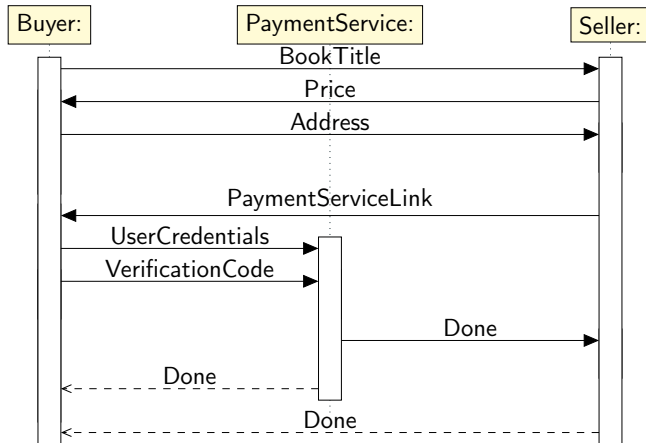 Buyer:
PaymentService:
Seller:
BookTitle
Price
Address
PaymentServiceLink
UserCredentials
VerificationCode
Done
Done
Done